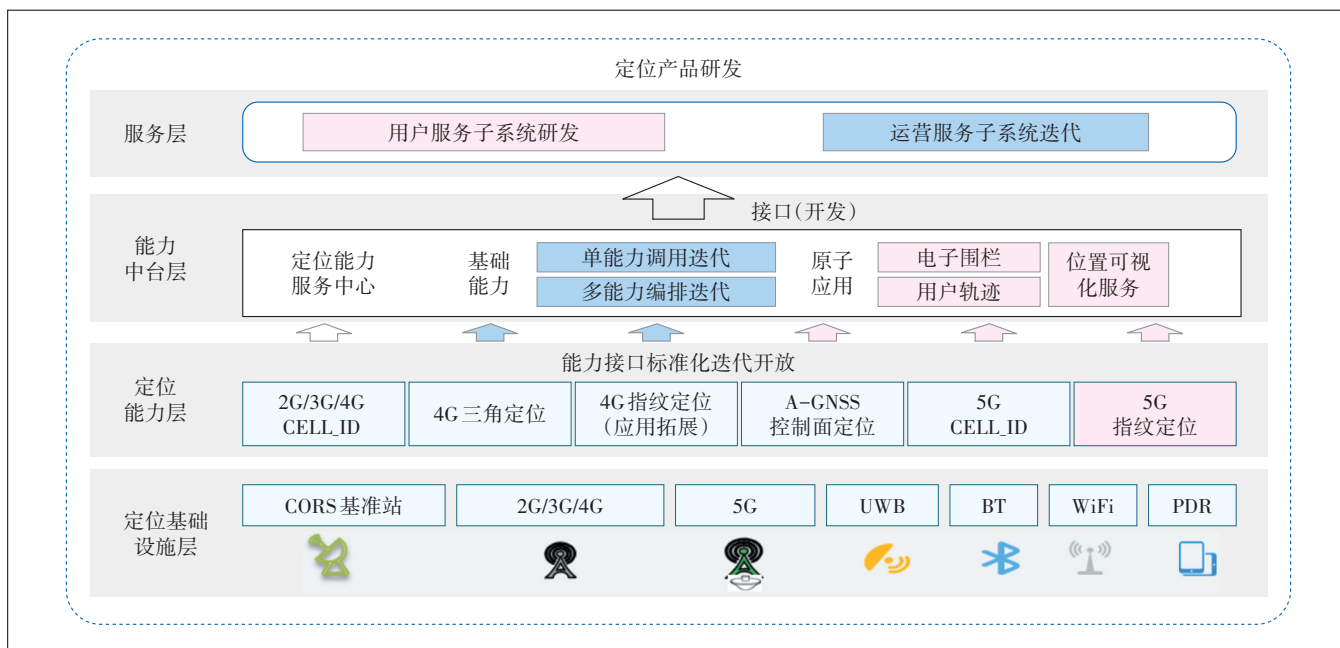 定位产品研发
服务层
用户服务子系统研发
运营服务子系统迭代
接口(开发)
能力
中台层
定位能力
服务中心
基础
能力
单能力调用迭代
多能力编排迭代
原子
应用
电子围栏
用户轨迹
位置可视
化服务
能力接口标准化迭代开放
定位
能力层
2G/3G/4G
CELL_ID
4G三角定位
4G指纹定位
(应用拓展)
A-GNSS
控制面定位
5G
CELL_ID
5G
指纹定位
定位基础
设施层
CORS基准站
2G/3G/4G
5G
UWB
BT
WiFi
PDR